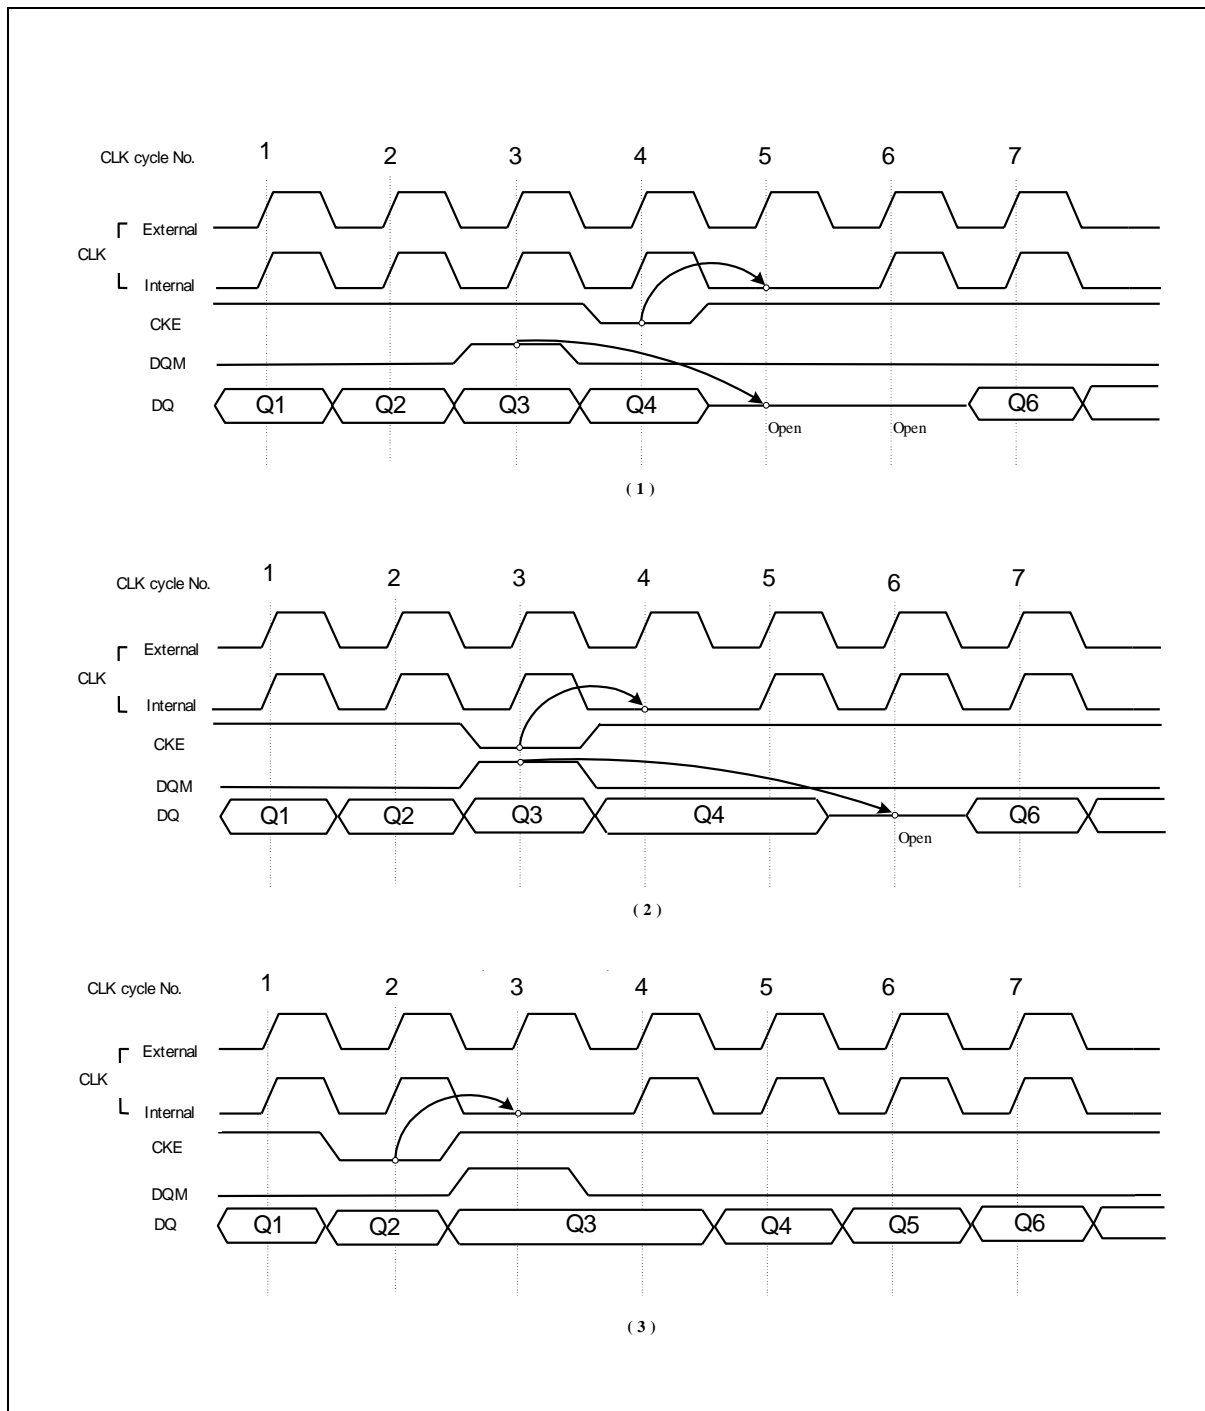 CLK cycle No. 1 2 3 4 5 6 7
External
CLK
Internal
CKE
DQM
DQ Q1 Q2 Q3 Q4 Q6
Open Open
( 1 )
CLK cycle No. 1 2 3 4 5 6 7
External
CLK
Internal
CKE
DQM
DQ Q1 Q2 Q3 Q4 Q6
Open
( 2 )
CLK cycle No. 1 2 3 4 5 6 7
External
CLK
Internal
CKE
DQM
DQ Q1 Q2 Q3 Q4 Q5 Q6
( 3 )